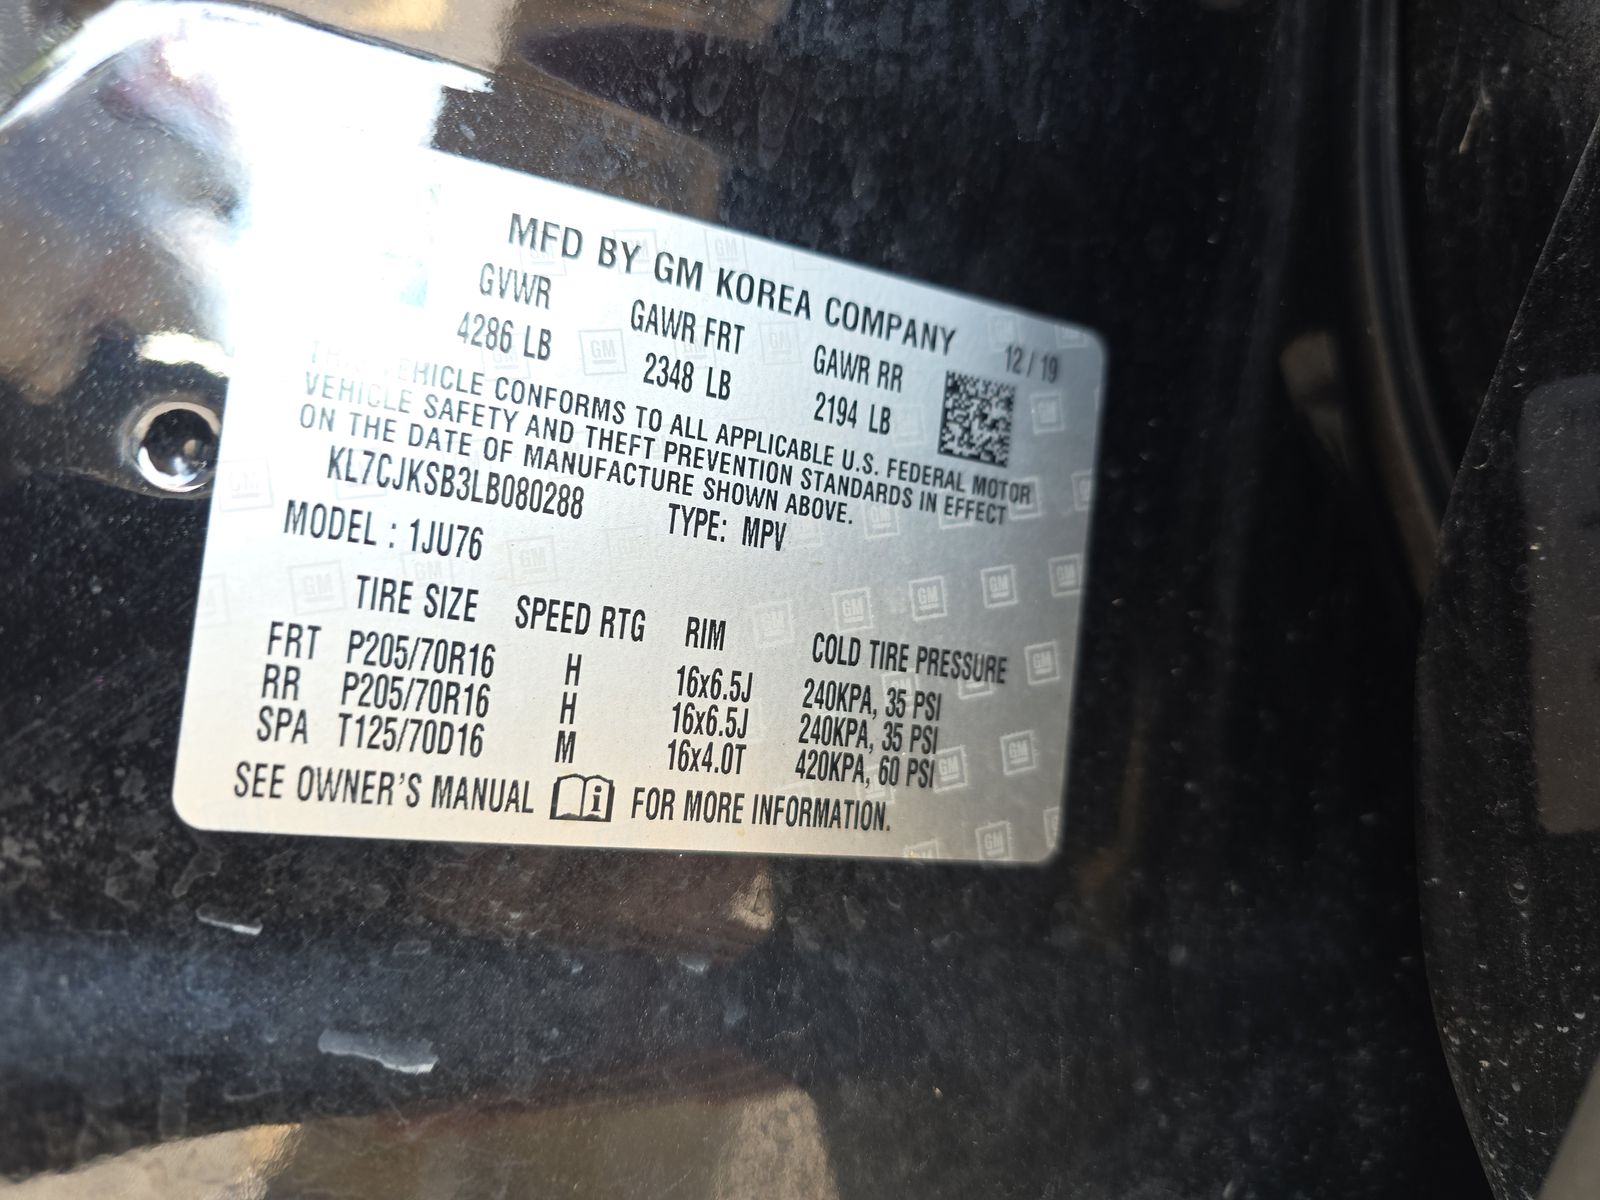 MFD BY GM KOREA COMPANY
12 / 19
GVWR GAWR FRT GAWR RR
4286 LB 2348 LB 2194 LB
VEHICLE CONFORMS TO ALL APPLICABLE U.S. FEDERAL MOTOR
VEHICLE SAFETY AND THEFT PREVENTION STANDARDS IN EFFECT
ON THE DATE OF MANUFACTURE SHOWN ABOVE.
KL7CJKSB3LB080288 TYPE: MPV
MODEL : 1JU76
TIRE SIZE SPEED RTG RIM COLD TIRE PRESSURE
FRT P205/70R16 H 16x6.5J 240KPA, 35 PSI
RR P205/70R16 H 16x6.5J 240KPA, 35 PSI
SPA T125/70D16 M 16x4.0T 420KPA, 60 PSI
SEE OWNER'S MANUAL i FOR MORE INFORMATION.